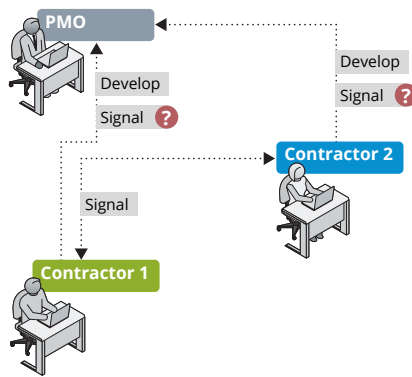 PMO
Develop
Signal ?
Develop
Signal ?
Contractor 2
Signal
Contractor 1